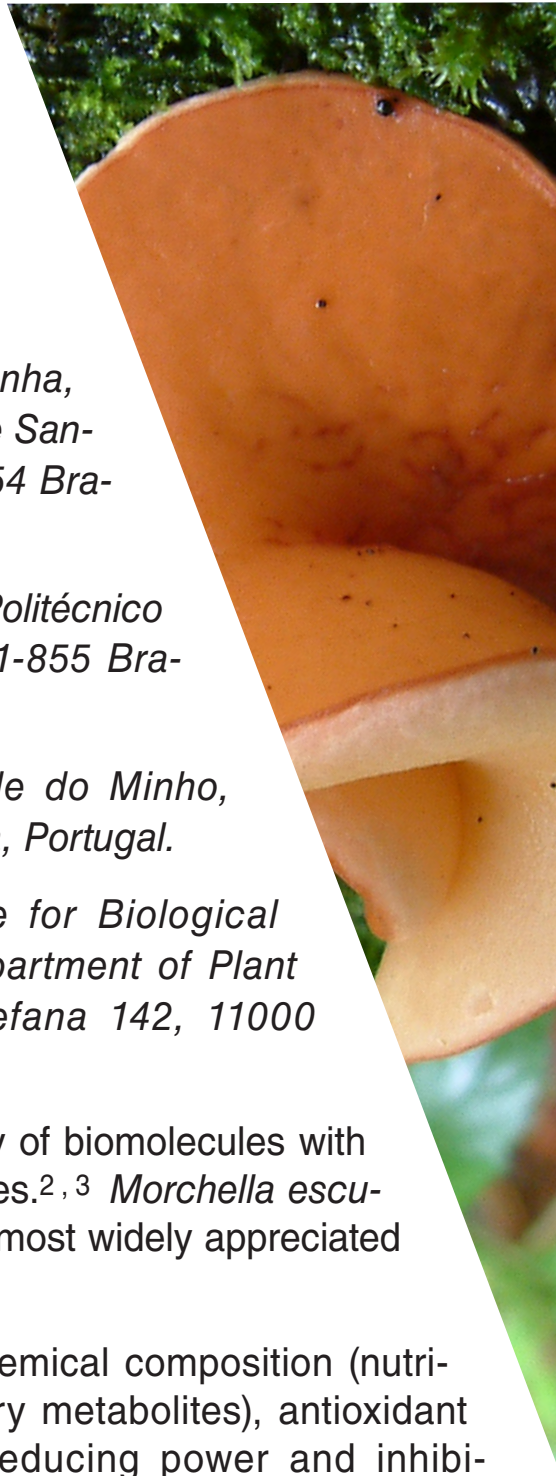 nha,
San-
54 Bra-
Politécnico
1-855 Bra-
de do Minho,
, Portugal.
for Biological
partment of Plant
efana 142, 11000
of biomolecules with
es.2,3 Morchella escu-
most widely appreciated
emical composition (nutri-
ry metabolites), antioxidant
educing power and inhibi-